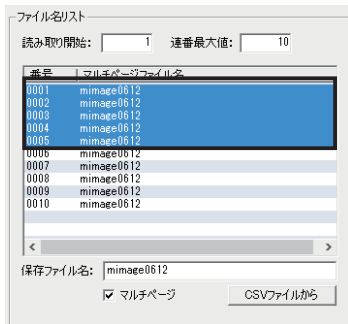 ファイル名リスト
読み取り開始: 1 連番最大値: 10
番号 マルチページファイル名
0001 mimage0612
0002 mimage0612
0003 mimage0612
0004 mimage0612
0005 mimage0612
0006 mimage0612
0007 mimage0612
0008 mimage0612
0009 mimage0612
0010 mimage0612
保存ファイル名: mimage0612
マルチページ CSVファイルから